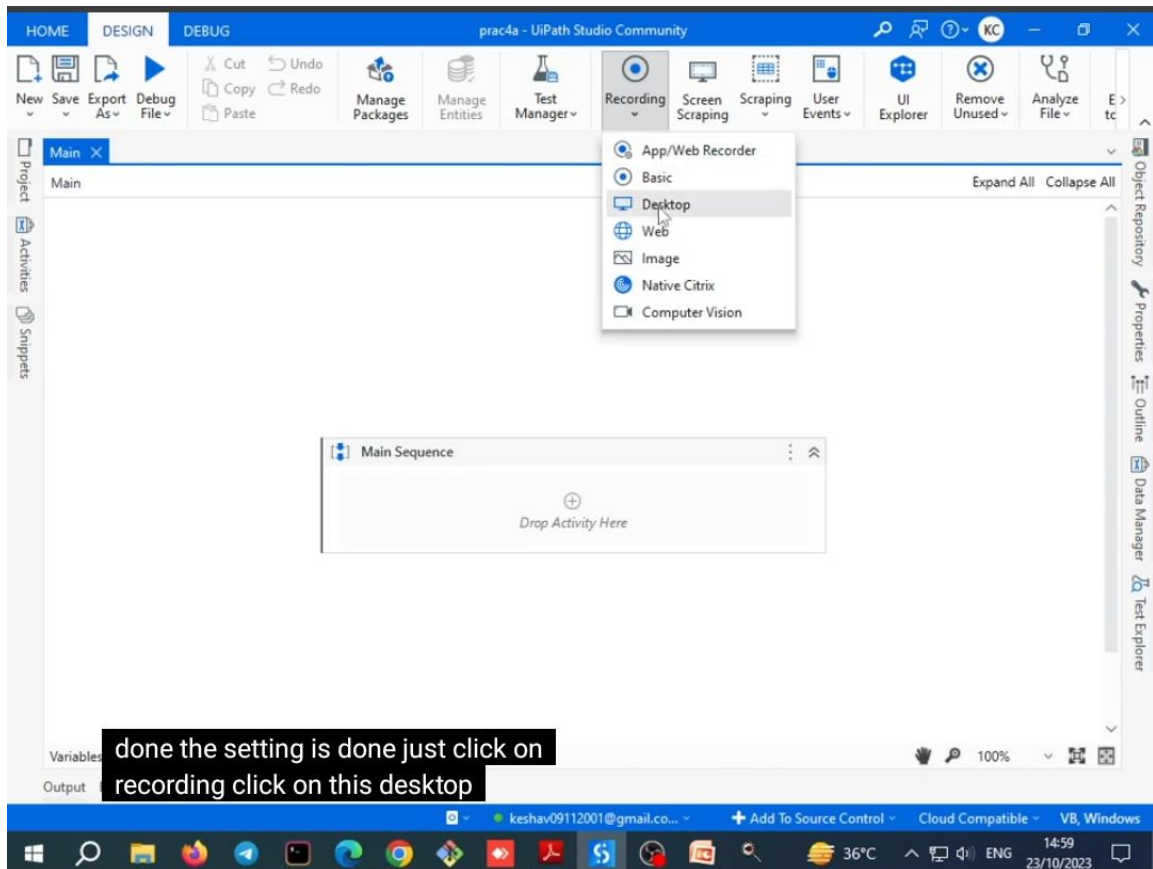 HOME DESIGN DEBUG prac4a - UiPath Studio Community KC
Cut Undo
Copy Redo
Paste
New Save Export As Debug File Manage Packages Manage Entities Test Manager Recording Screen Scraping Scraping User Events UI Explorer Remove Unused Analyze File
Main
Main Expand All Collapse All
Project
Activities
Snippets
App/Web Recorder
Basic
Desktop
Web
Image
Native Citrix
Computer Vision
Object Repository
Properties
Outline
Data Manager
Test Explorer
Main Sequence
Drop Activity Here
Variables 100%
Output
done the setting is done just click on
recording click on this desktop
keshav09112001@gmail.co... Add To Source Control Cloud Compatible VB, Windows
36°C ENG 14:59
23/10/2023